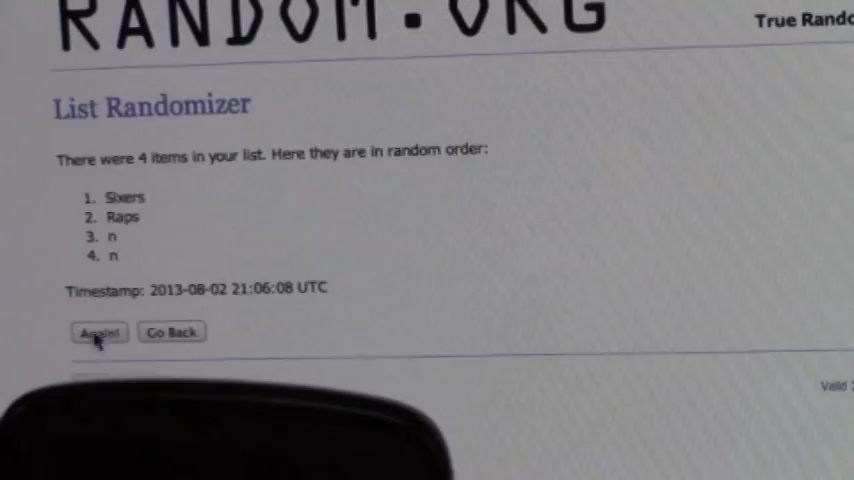 RANDOM.ORG
True Rando
List Randomizer
There were 4 items in your list. Here they are in random order:
1. Sixers
2. Raps
3. n
4. n
Timestamp: 2013-08-02 21:06:08 UTC
Again! Go Back
Valid